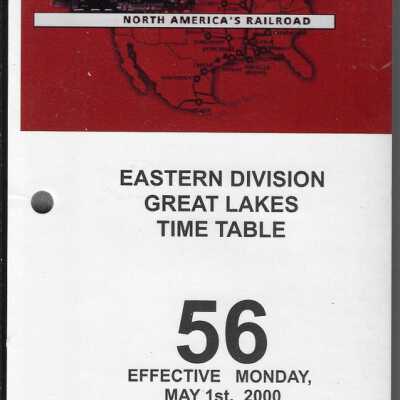 NORTH AMERICA'S RAILROAD
EASTERN DIVISION
GREAT LAKES
TIME TABLE
56
EFFECTIVE MONDAY,
MAY 1st, 2000